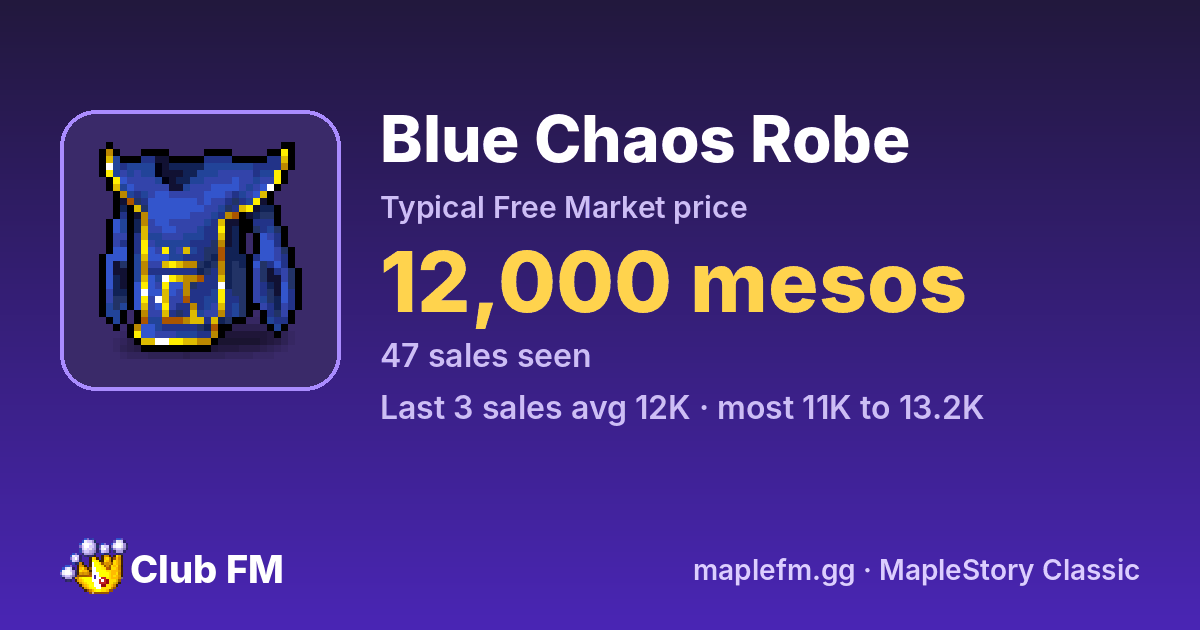 Blue Chaos Robe
Typical Free Market price
12,000 mesos
47 sales seen
Last 3 sales avg 12K · most 11K to 13.2K
Club FM
maplefm.gg · MapleStory Classic